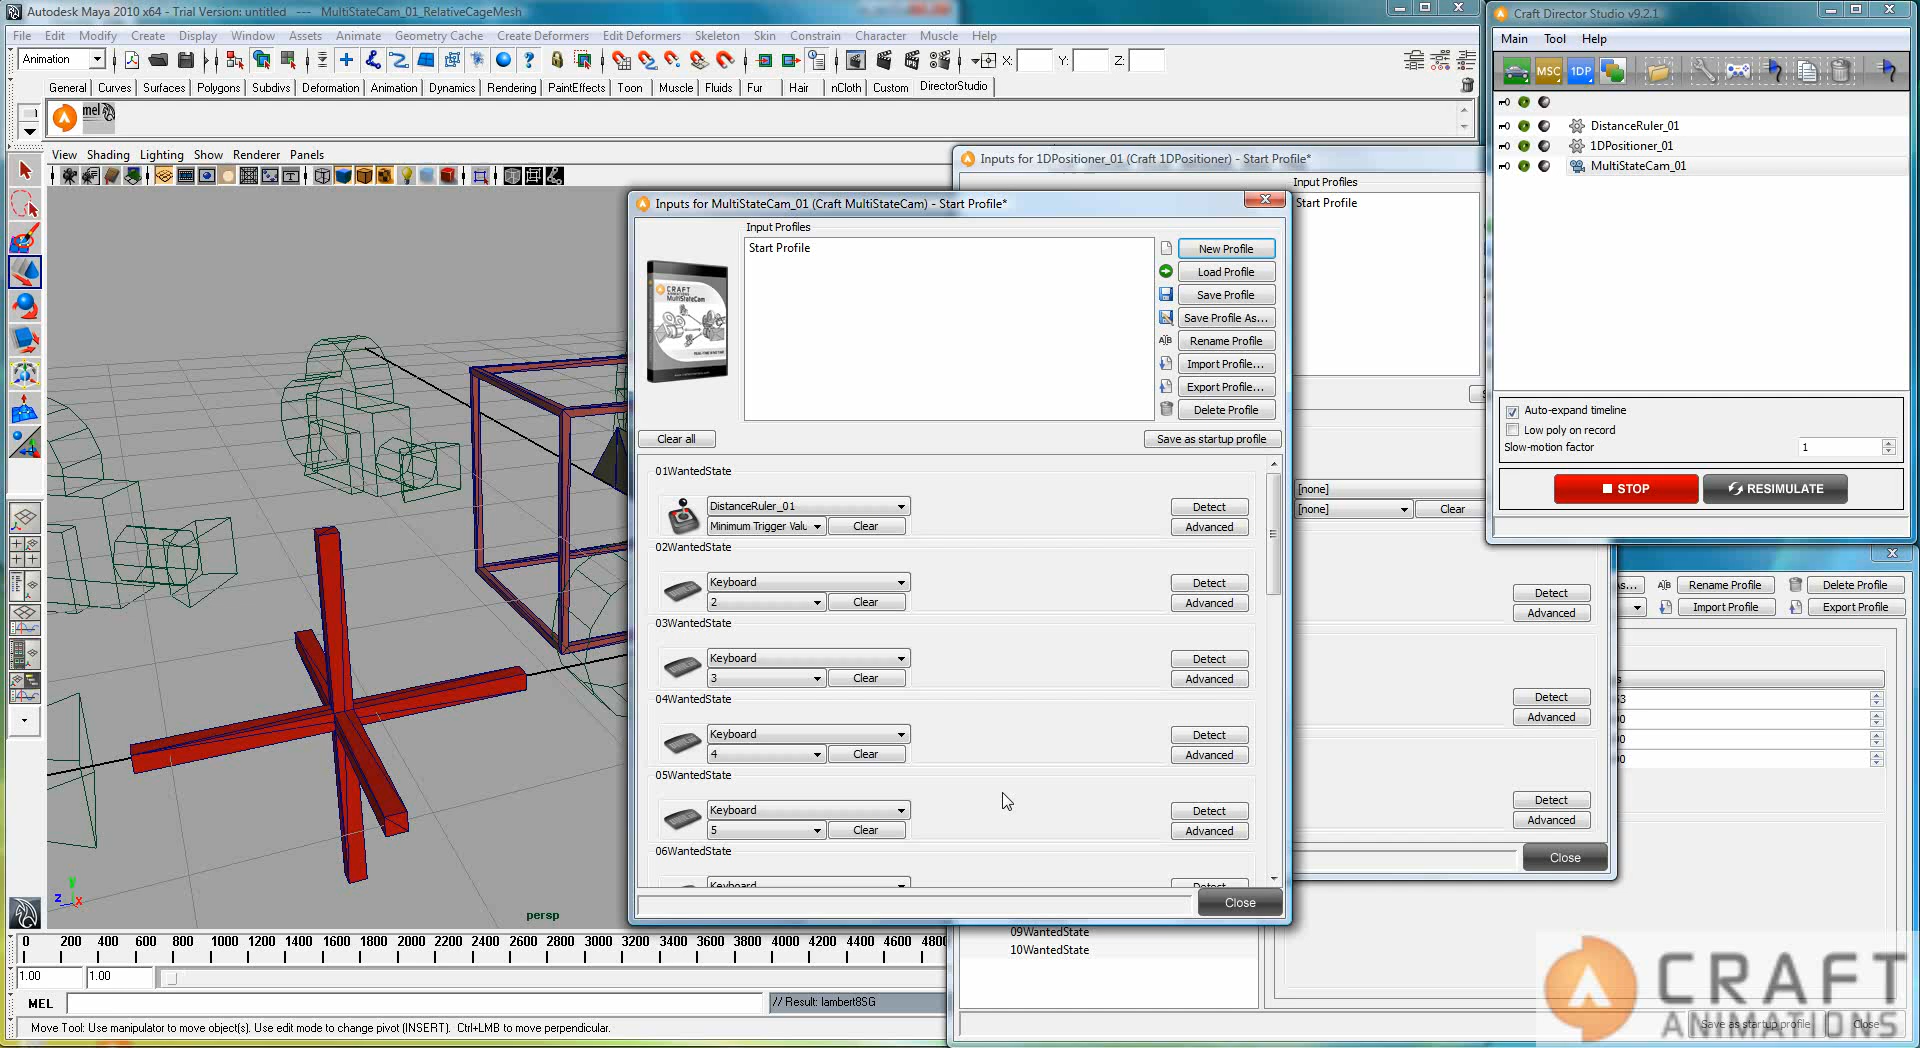 Autodesk Maya 2010 x64 - Trial Version: untitled --- MultiStateCam_01_RelativeCageMesh
File Edit Modify Create Display Window Assets Animate Geometry Cache Create Deformers Edit Deformers Skeleton Skin Constrain Character Muscle Help
Animation X: Y: Z:
General Curves Surfaces Polygons Subdivs Deformation Animation Dynamics Rendering PaintEffects Toon Muscle Fluids Fur Hair nCloth Custom DirectorStudio
mel
View Shading Lighting Show Renderer Panels
persp
0 200 400 600 800 1000 1200 1400 1600 1800 2000 2200 2400 2600 2800 3000 3200 3400 3600 3800 4000 4200 4400 4600 4800
1.00 1.00
MEL // Result: lambert8SG
Move Tool: Use manipulator to move object(s). Use edit mode to change pivot (INSERT). Ctrl+LMB to move perpendicular.
Inputs for MultiStateCam_01 (Craft MultiStateCam) - Start Profile*
Input Profiles
Start Profile
CRAFT
MultiStateCam
New Profile
Load Profile
Save Profile
Save Profile As...
Rename Profile
Import Profile...
Export Profile...
Delete Profile
Clear all
Save as startup profile
01WantedState
DistanceRuler_01 Detect
Minimum Trigger Valu Clear Advanced
02WantedState
Keyboard Detect
2 Clear Advanced
03WantedState
Keyboard Detect
3 Clear Advanced
04WantedState
Keyboard Detect
4 Clear Advanced
05WantedState
Keyboard Detect
5 Clear Advanced
06WantedState
Keyboard Detect
Close
Inputs for 1DPositioner_01 (Craft 1DPositioner) - Start Profile*
Input Profiles
Start Profile
[none]
[none] Clear
Detect
Advanced
Detect
Advanced
Detect
Advanced
Close
Craft Director Studio v9.2.1
Main Tool Help
MSC 1DP
DistanceRuler_01
1DPositioner_01
MultiStateCam_01
Auto-expand timeline
Low poly on record
Slow-motion factor 1
STOP RESIMULATE
As... Rename Profile Delete Profile
Import Profile Export Profile
09WantedState
10WantedState
Save as startup profile Close
CRAFT
ANIMATIONS